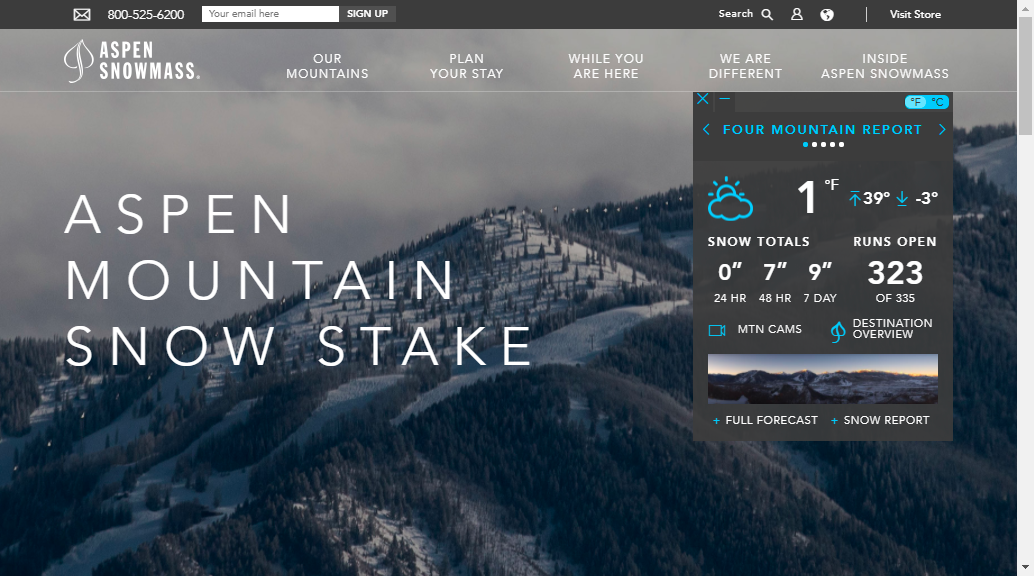 800-525-6200
Your email here
SIGN UP
Search
Visit Store
ASPEN
SNOWMASS.
OUR
MOUNTAINS
PLAN
YOUR STAY
WHILE YOU
ARE HERE
WE ARE
DIFFERENT
INSIDE
ASPEN SNOWMASS
ASPEN
MOUNTAIN
SNOW STAKE
°F °C
FOUR MOUNTAIN REPORT
1 °F 39° -3°
SNOW TOTALS
0” 7” 9”
24 HR 48 HR 7 DAY
RUNS OPEN
323
OF 335
MTN CAMS
DESTINATION
OVERVIEW
+ FULL FORECAST + SNOW REPORT